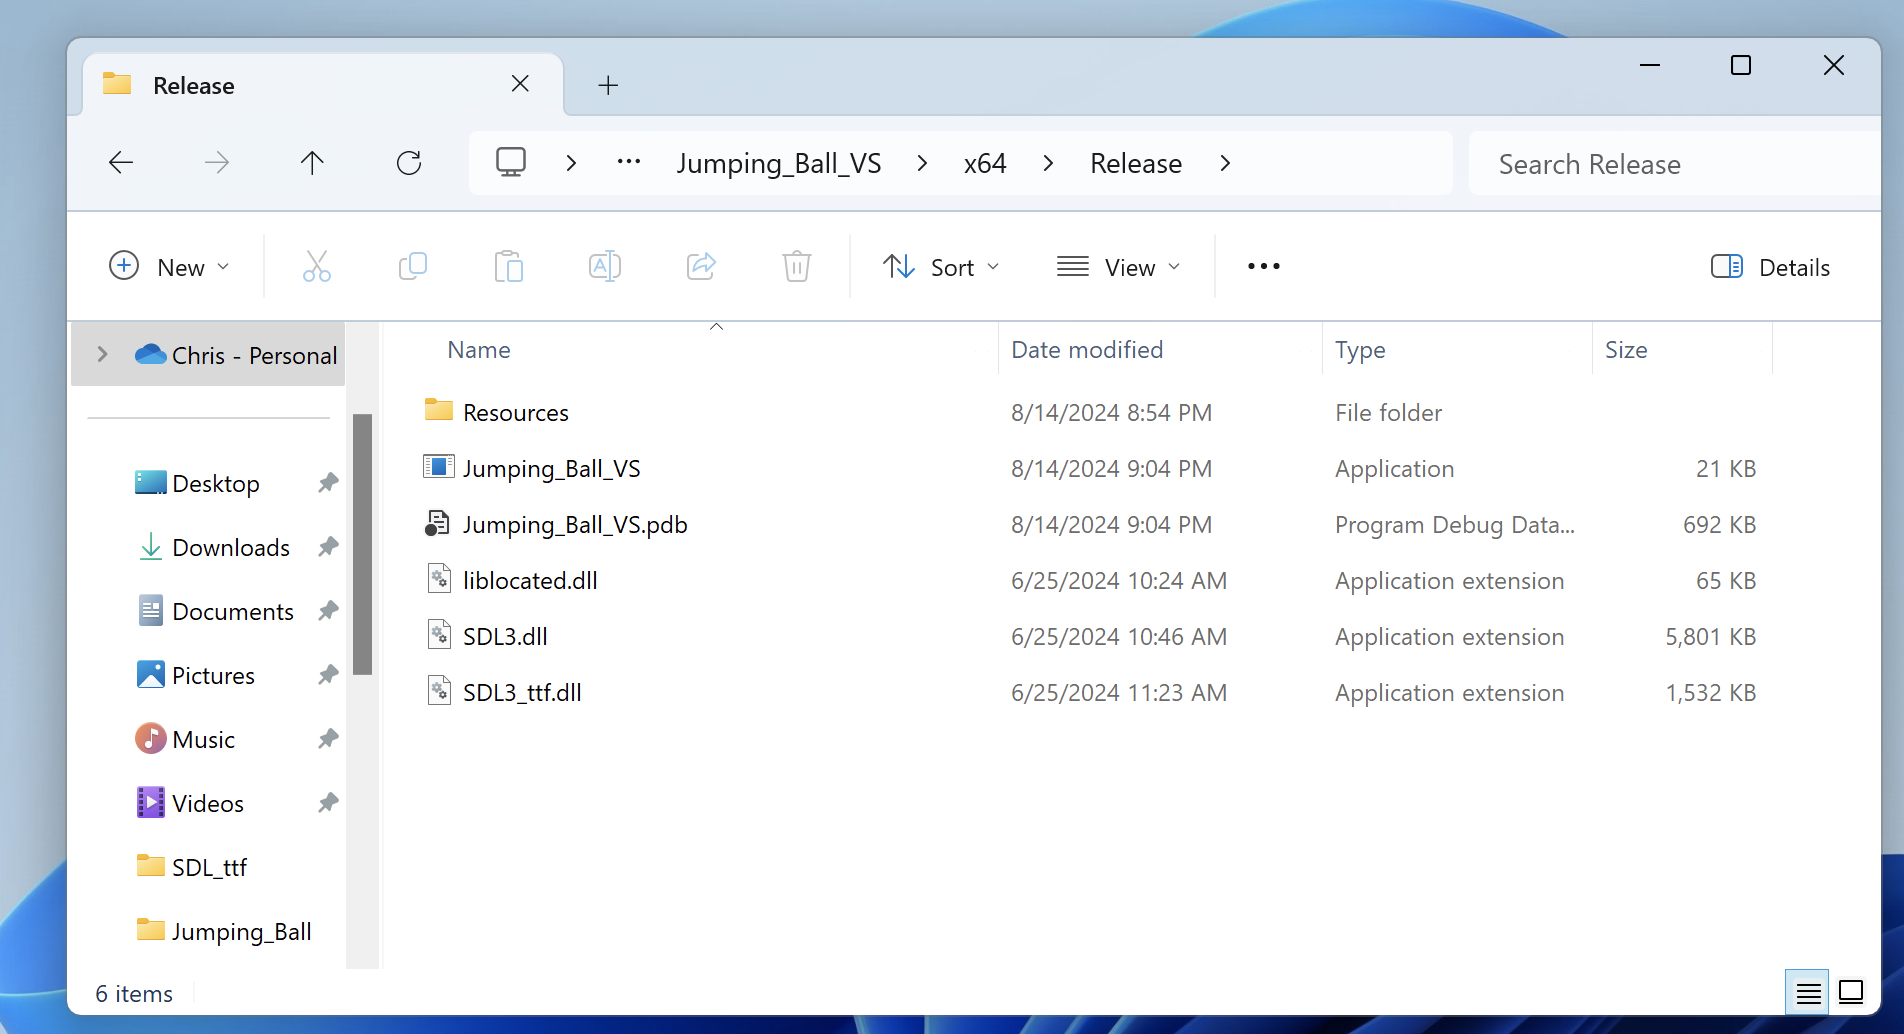 Release
Jumping_Ball_VS x64 Release Search Release
New Sort View Details
Chris - Personal
Desktop
Downloads
Documents
Pictures
Music
Videos
SDL_ttf
Jumping_Ball
Name Date modified Type Size
Resources 8/14/2024 8:54 PM File folder
Jumping_Ball_VS 8/14/2024 9:04 PM Application 21 KB
Jumping_Ball_VS.pdb 8/14/2024 9:04 PM Program Debug Data... 692 KB
liblocated.dll 6/25/2024 10:24 AM Application extension 65 KB
SDL3.dll 6/25/2024 10:46 AM Application extension 5,801 KB
SDL3_ttf.dll 6/25/2024 11:23 AM Application extension 1,532 KB
6 items